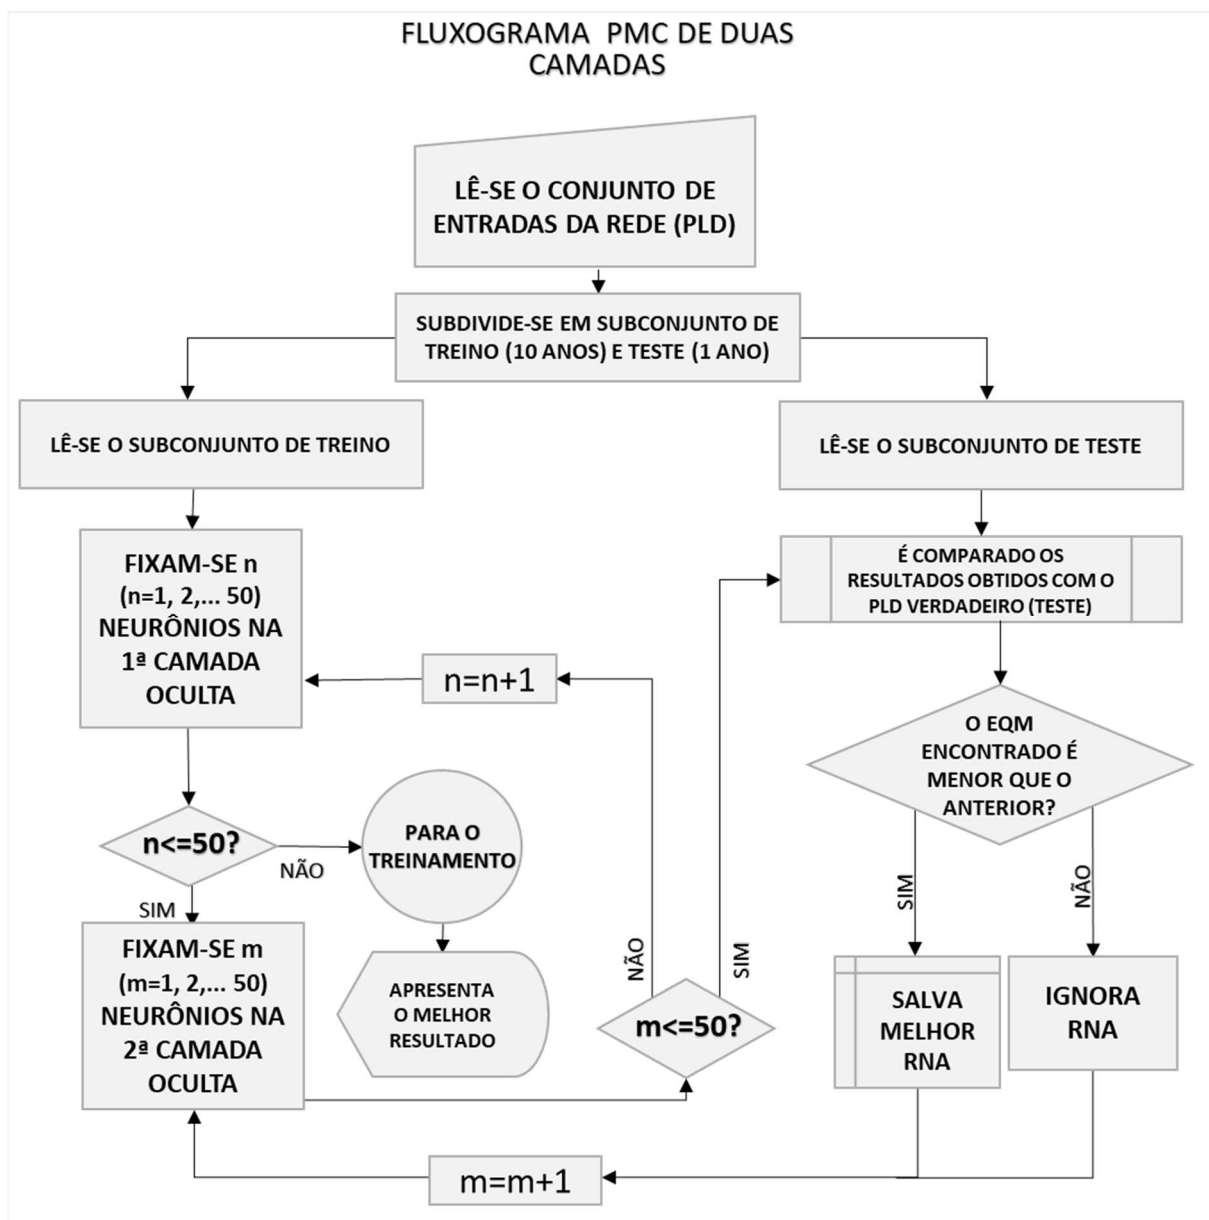 FLUXOGRAMA PMC DE DUAS
CAMADAS
LÊ-SE O CONJUNTO DE
ENTRADAS DA REDE (PLD)
SUBDIVIDE-SE EM SUBCONJUNTO DE
TREINO (10 ANOS) E TESTE (1 ANO)
LÊ-SE O SUBCONJUNTO DE TREINO
LÊ-SE O SUBCONJUNTO DE TESTE
FIXAM-SE n
(n=1, 2,... 50)
NEURÔNIOS NA
1ª CAMADA
OCULTA
É COMPARADO OS
RESULTADOS OBTIDOS COM O
PLD VERDADEIRO (TESTE)
n=n+1
O EQM
ENCONTRADO É
MENOR QUE O
ANTERIOR?
n<=50?
NÃO
PARA O
TREINAMENTO
SIM
FIXAM-SE m
(m=1, 2,... 50)
NEURÔNIOS NA
2ª CAMADA
OCULTA
APRESENTA
O MELHOR
RESULTADO
NÃO
SIM
m<=50?
SIM
NÃO
SALVA
MELHOR
RNA
IGNORA
RNA
m=m+1